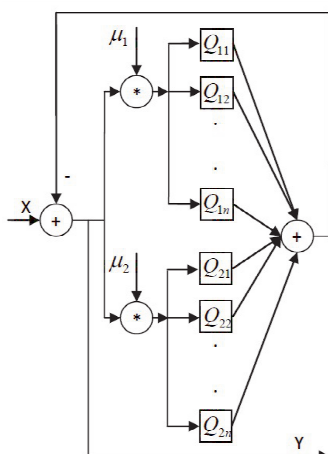 μ₁
Q₁₁
*
Q₁₂
.
.
-
X
+
Q₁ₙ
+
μ₂
Q₂₁
*
Q₂₂
.
.
Q₂ₙ
Y